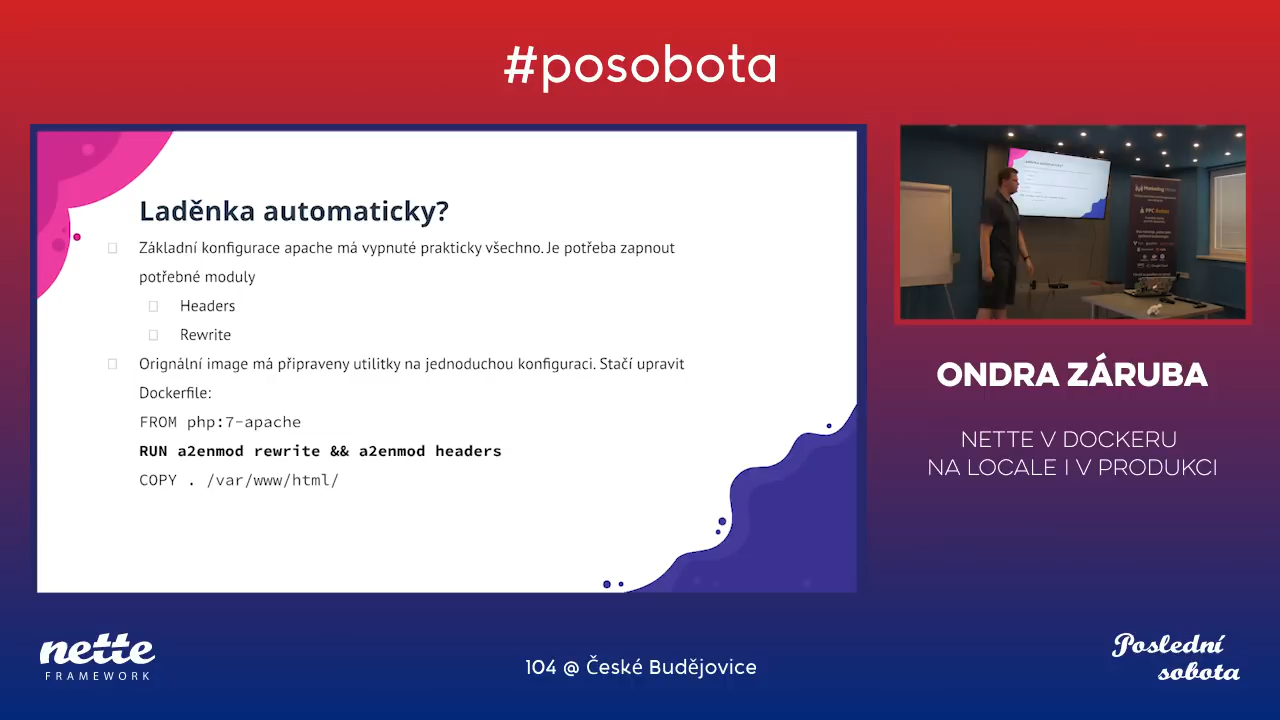 #posobota
Laděnka automaticky?
Základní konfigurace apache má vypnuté prakticky všechno. Je potřeba zapnout
potřebné moduly
Headers
Rewrite
Orignální image má připraveny utilitky na jednoduchou konfiguraci. Stačí upravit
Dockerfile:
FROM php:7-apache
RUN a2enmod rewrite && a2enmod headers
COPY . /var/www/html/
ONDRA ZÁRUBA
NETTE V DOCKERU
NA LOCALE I V PRODUKCI
nette
FRAMEWORK
104 @ České Budějovice
Poslední
sobota